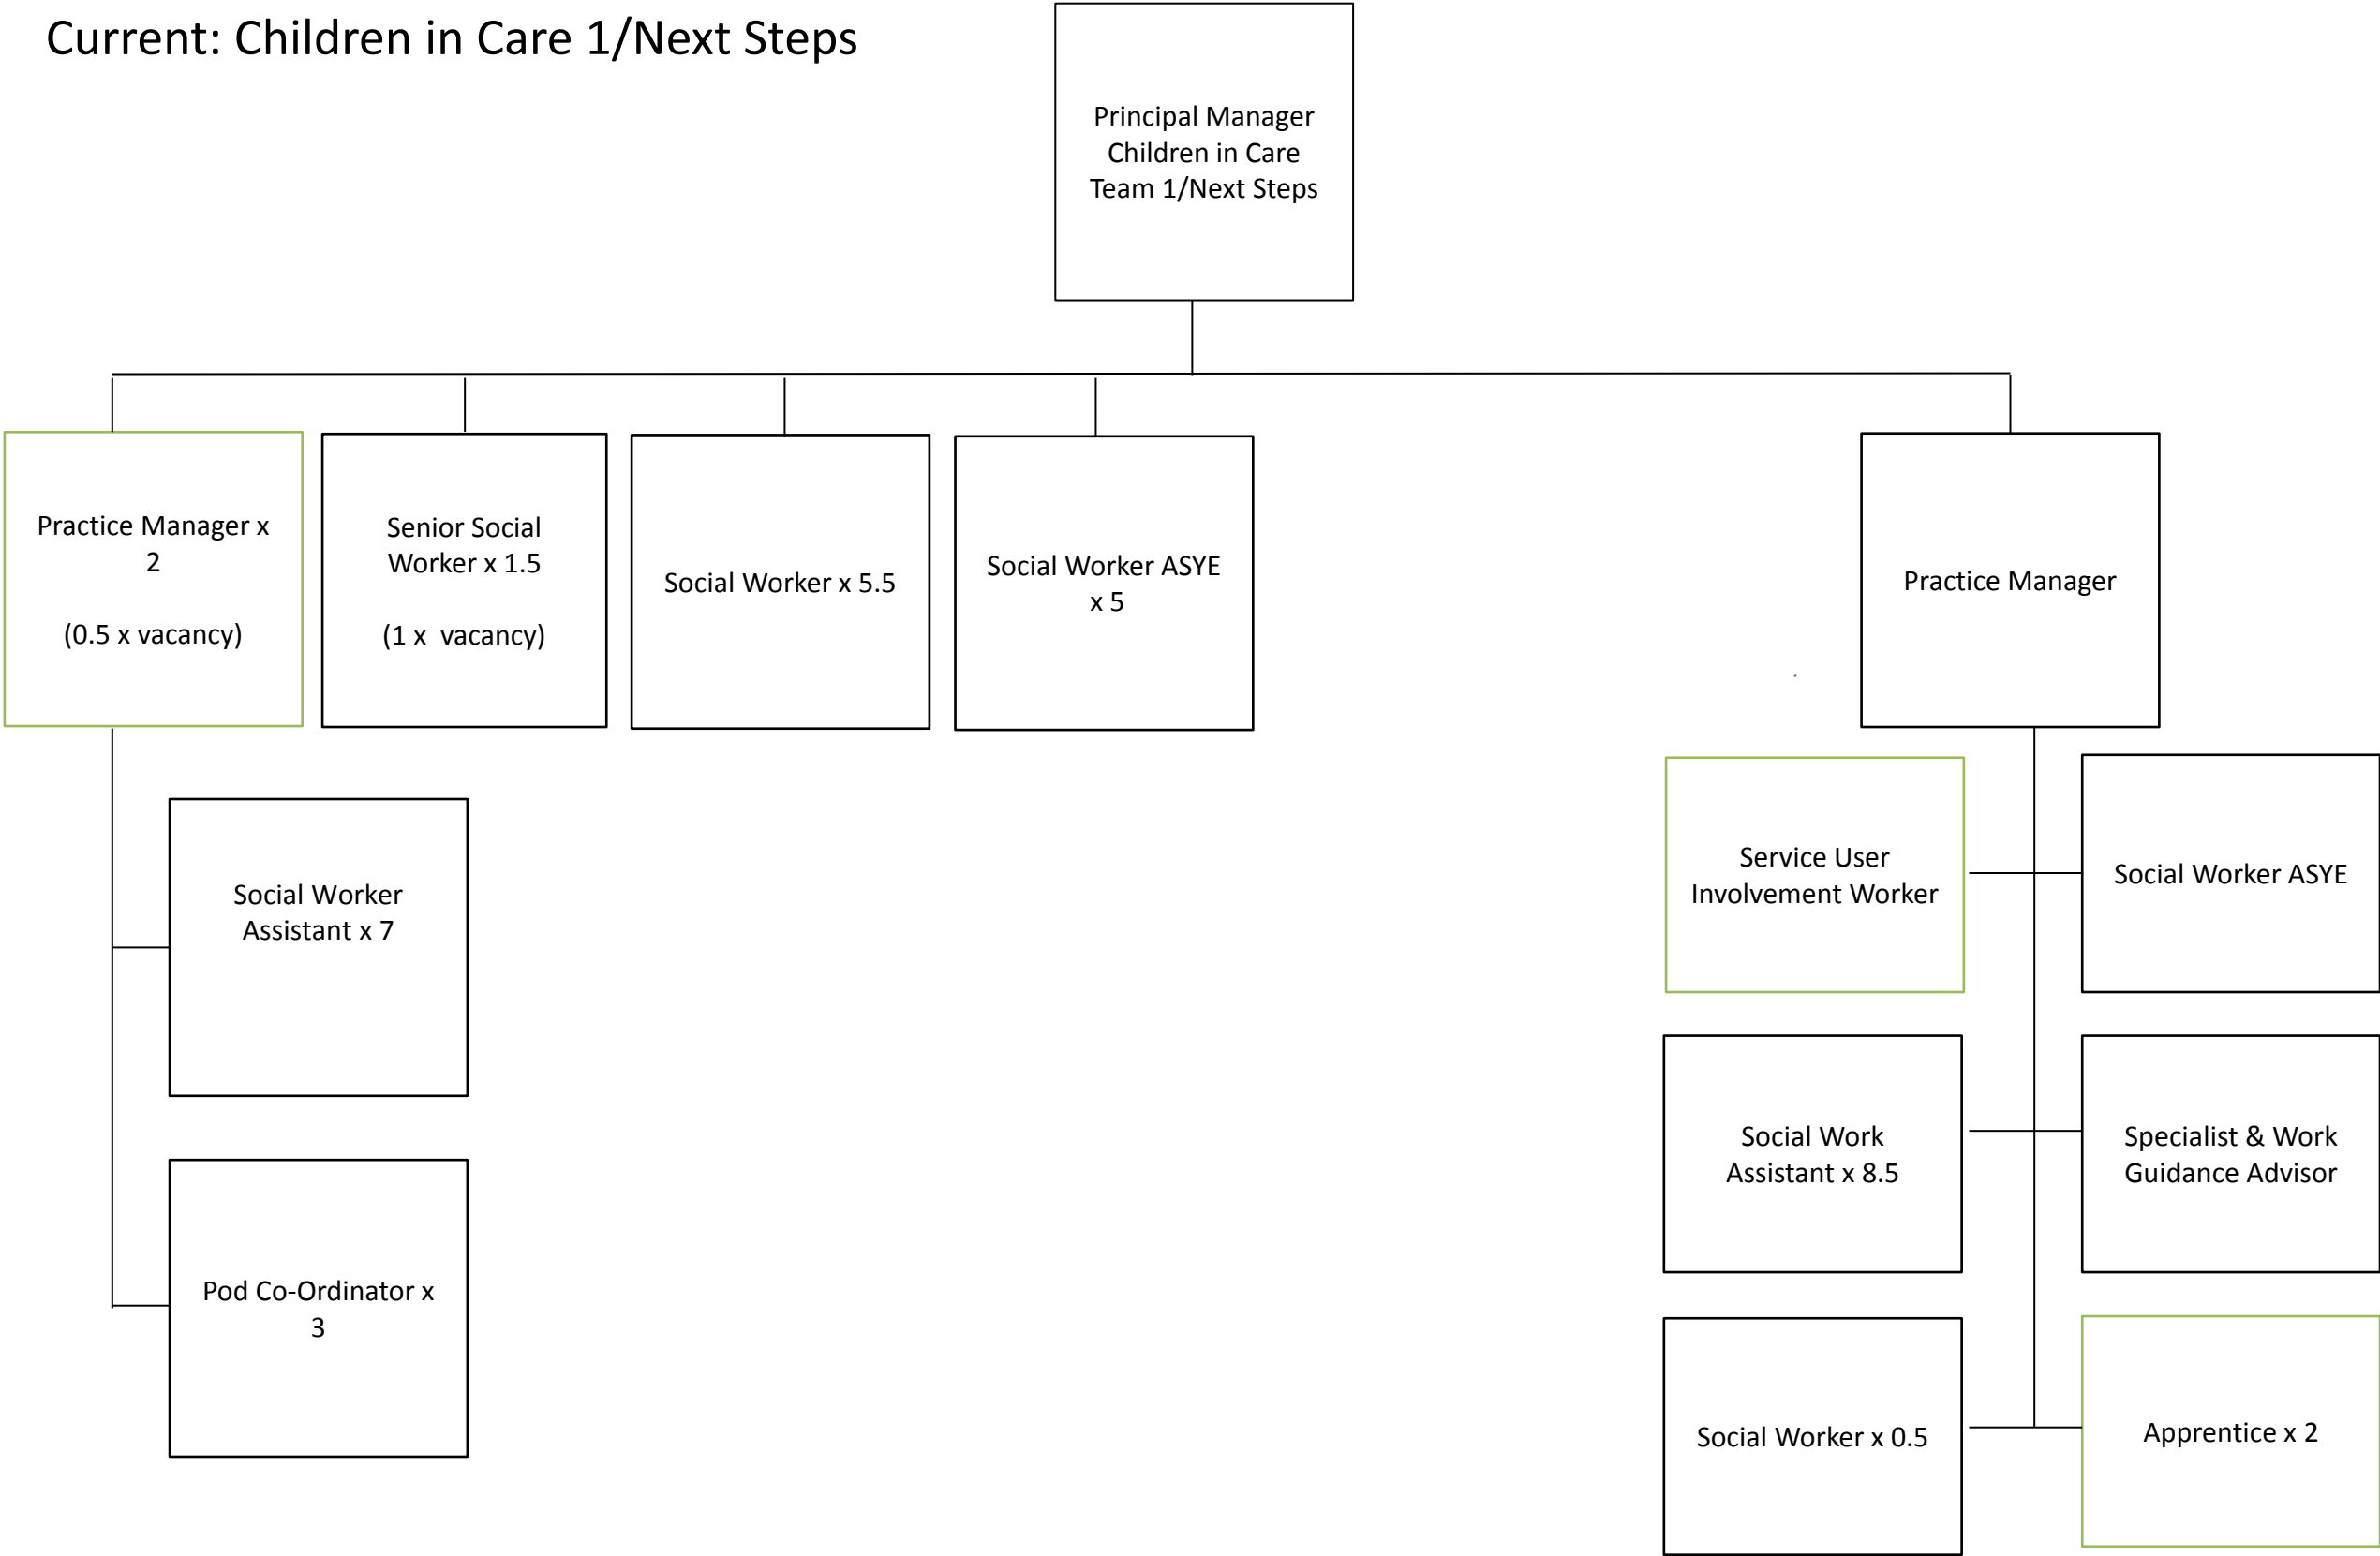 Current: Children in Care 1/Next Steps
Principal Manager
Children in Care
Team 1/Next Steps
Practice Manager x
2
(0.5 x vacancy)
Senior Social
Worker x 1.5
(1 x  vacancy)
Social Worker x 5.5
Social Worker ASYE
x 5
Practice Manager
Social Worker
Assistant x 7
Pod Co-Ordinator x
3
Service User
Involvement Worker
Social Worker ASYE
Social Work
Assistant x 8.5
Specialist & Work
Guidance Advisor
Social Worker x 0.5
Apprentice x 2